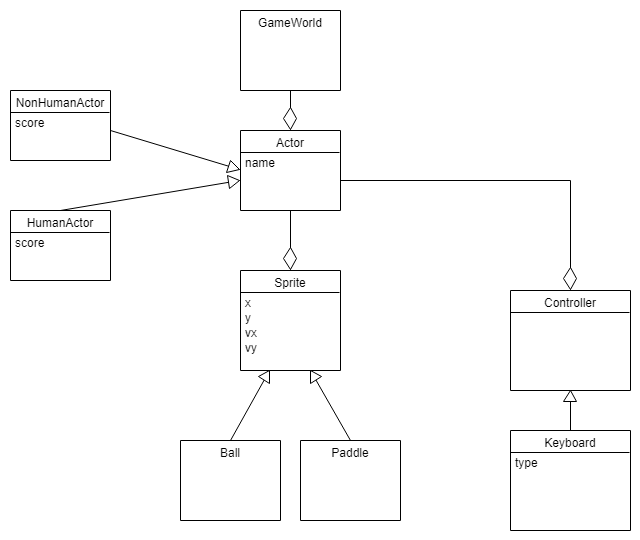 GameWorld
NonHumanActor
score
Actor
name
HumanActor
score
Sprite
x
y
vx
vy
Controller
Ball
Paddle
Keyboard
type